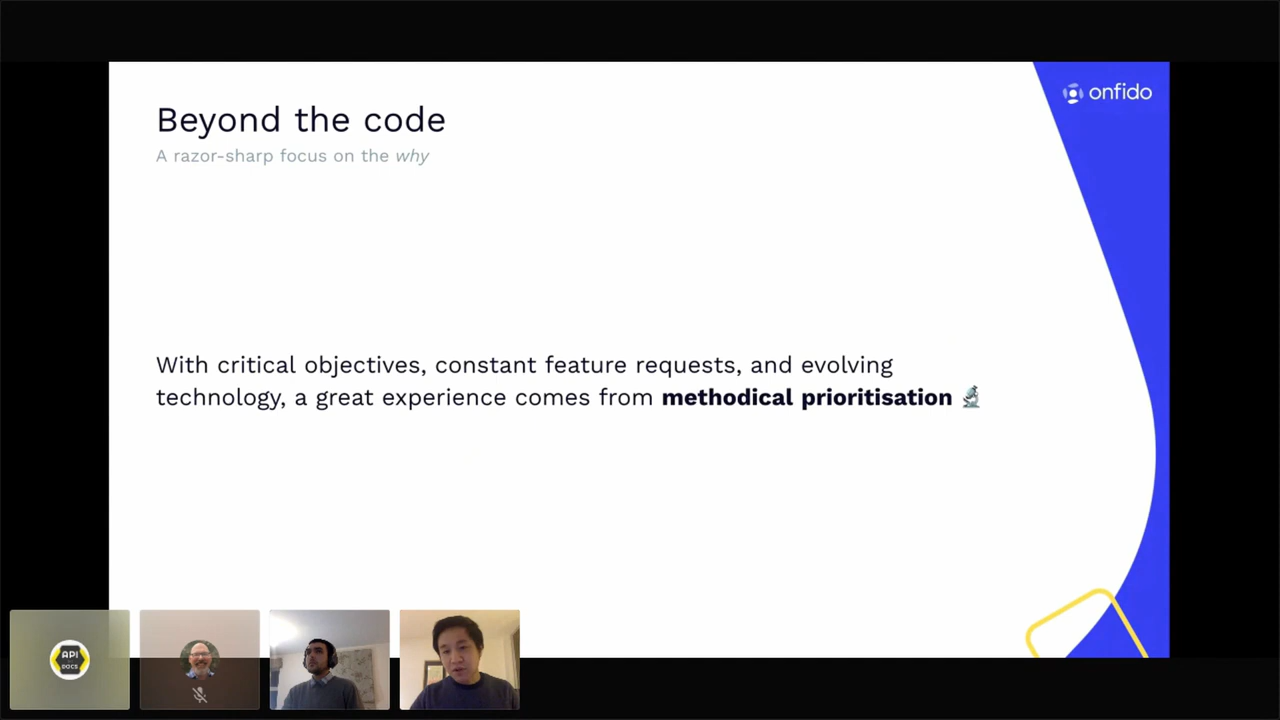 onfido
Beyond the code
A razor-sharp focus on the why
With critical objectives, constant feature requests, and evolving
technology, a great experience comes from methodical prioritisation 🔬
API
DOCS